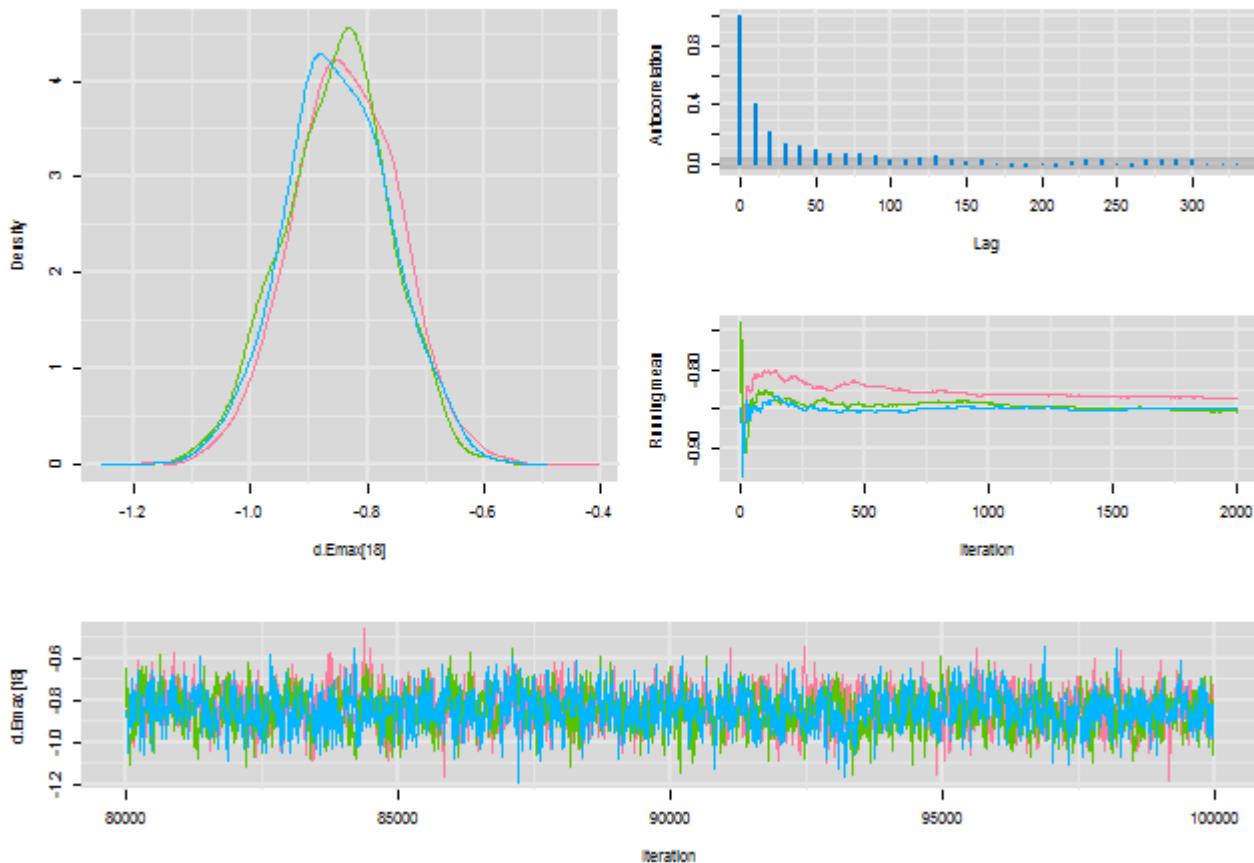 Density
4
3
2
1
0
-1.2 -1.0 -0.8 -0.6 -0.4
d.Emax[18]
Autocorrelation
0.8
0.4
0.0
0 50 100 150 200 250 300
Lag
Running mean
-0.80
-0.90
0 500 1000 1500 2000
Iteration
d.Emax[18]
-0.6
-0.8
-1.0
-1.2
80000 85000 90000 95000 100000
Iteration